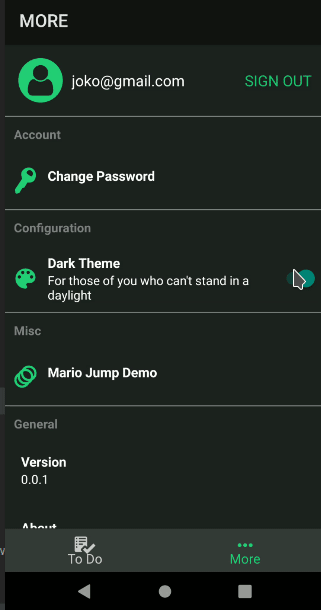 MORE
joko@gmail.com
SIGN OUT
Account
Change Password
Configuration
Dark Theme
For those of you who can't stand in a
daylight
Misc
Mario Jump Demo
General
Version
0.0.1
About
To Do
More